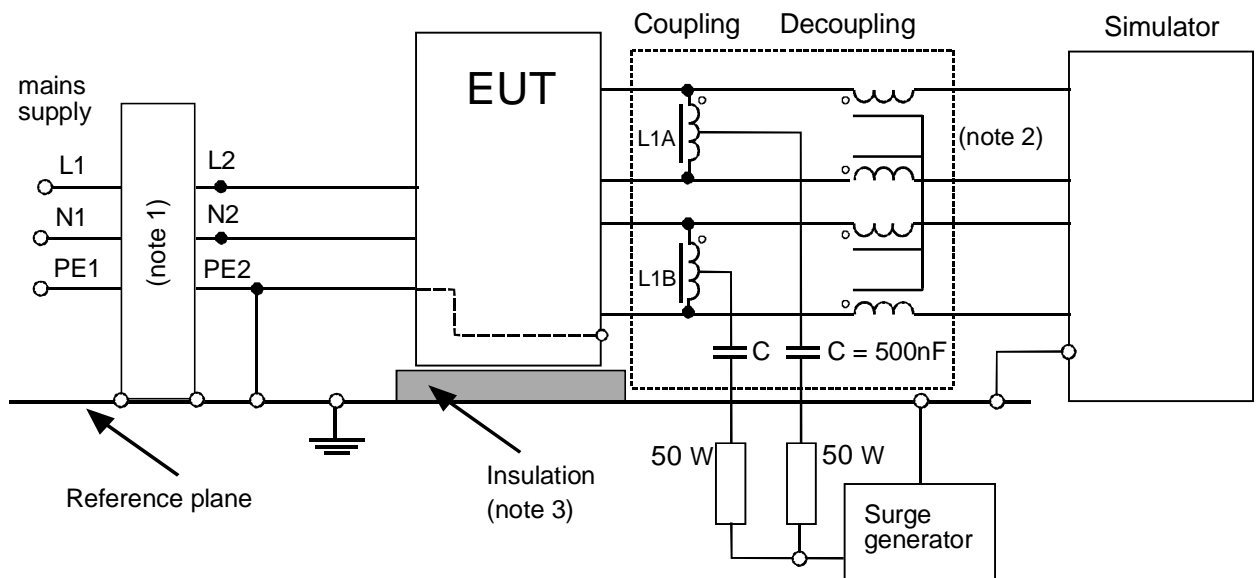 Coupling Decoupling Simulator
mains
supply
EUT
L1 L2
N1 N2
PE1 PE2
(note 1)
L1A
L1B
(note 2)
C C = 500nF
50 W 50 W
Reference plane
Insulation
(note 3)
Surge
generator